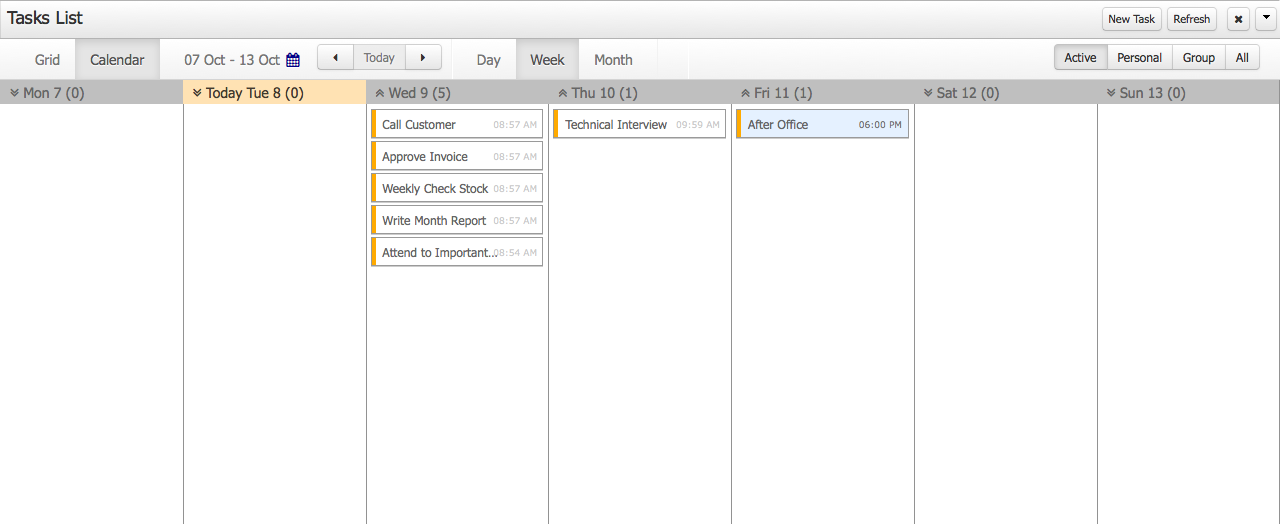 Tasks List
New Task Refresh
Grid Calendar 07 Oct - 13 Oct Today Day Week Month Active Personal Group All
Mon 7 (0) Today Tue 8 (0) Wed 9 (5) Thu 10 (1) Fri 11 (1) Sat 12 (0) Sun 13 (0)
Call Customer 08:57 AM Technical Interview 09:59 AM After Office 06:00 PM
Approve Invoice 08:57 AM
Weekly Check Stock 08:57 AM
Write Month Report 08:57 AM
Attend to Important... 08:54 AM